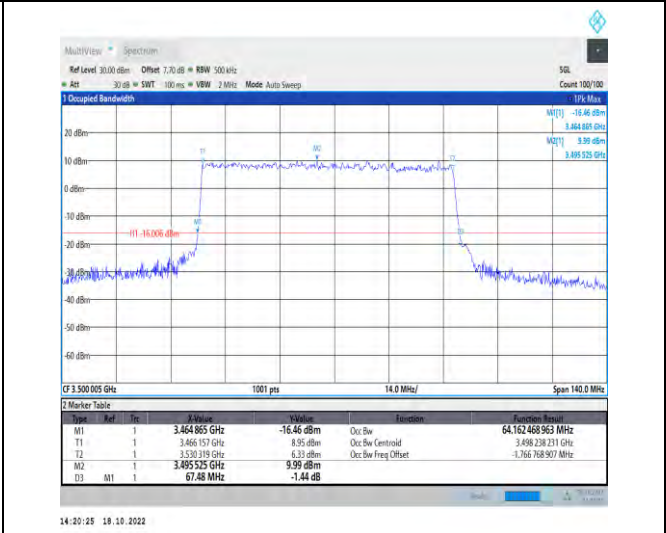 MultiView Spectrum
Ref Level 30.00 dBm Offset 7.70 dB RBW 500 kHz SGL
Att 30 dB SWT 100 ms VBW 2 MHz Mode Auto Sweep Count 100/100
1 Occupied Bandwidth 1Pk Max
M1[1] -16.46 dBm
3.464 865 GHz
M2[1] 9.99 dBm
3.495 525 GHz
20 dBm
T1 M2 T2
10 dBm
0 dBm
-10 dBm
M1
H1 -16.006 dBm
-20 dBm
-30 dBm
-40 dBm
-50 dBm
-60 dBm
CF 3.500 005 GHz 1001 pts 14.0 MHz/ Span 140.0 MHz
2 Marker Table
Type Ref Trc X-Value Y-Value Function Function Result
M1 1 3.464 865 GHz -16.46 dBm Occ Bw 64.162 468 963 MHz
T1 1 3.466 157 GHz 8.95 dBm Occ Bw Centroid 3.498 238 231 GHz
T2 1 3.530 319 GHz 6.33 dBm Occ Bw Freq Offset -1.766 768 907 MHz
M2 1 3.495 525 GHz 9.99 dBm
D3 M1 1 67.48 MHz -1.44 dB
14:20:25 18.10.2022